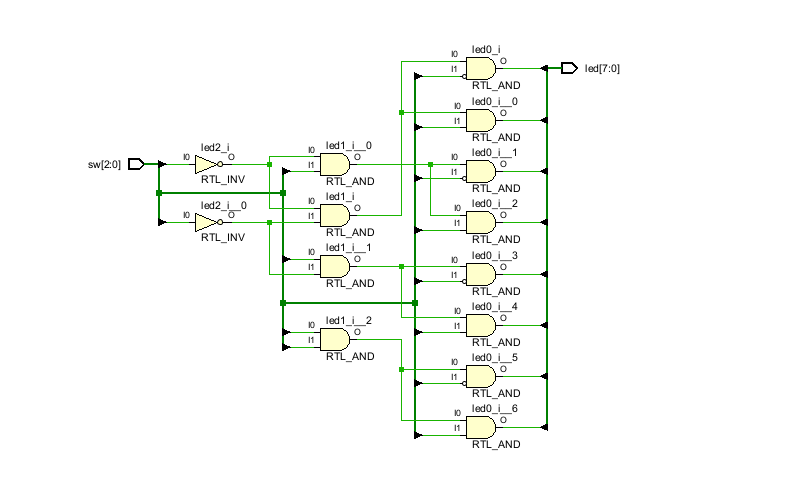 led0_i
I0
O
I1
RTL_AND
led[7:0]
led0_i__0
I0
O
I1
RTL_AND
led2_i
I0
O
RTL_INV
sw[2:0]
led1_i__0
I0
O
I1
RTL_AND
led0_i__1
I0
O
I1
RTL_AND
led1_i
I0
O
I1
RTL_AND
led2_i__0
I0
O
RTL_INV
led0_i__2
I0
O
I1
RTL_AND
led1_i__1
I0
O
I1
RTL_AND
led0_i__3
I0
O
I1
RTL_AND
led0_i__4
I0
O
I1
RTL_AND
led1_i__2
I0
O
I1
RTL_AND
led0_i__5
I0
O
I1
RTL_AND
led0_i__6
I0
O
I1
RTL_AND